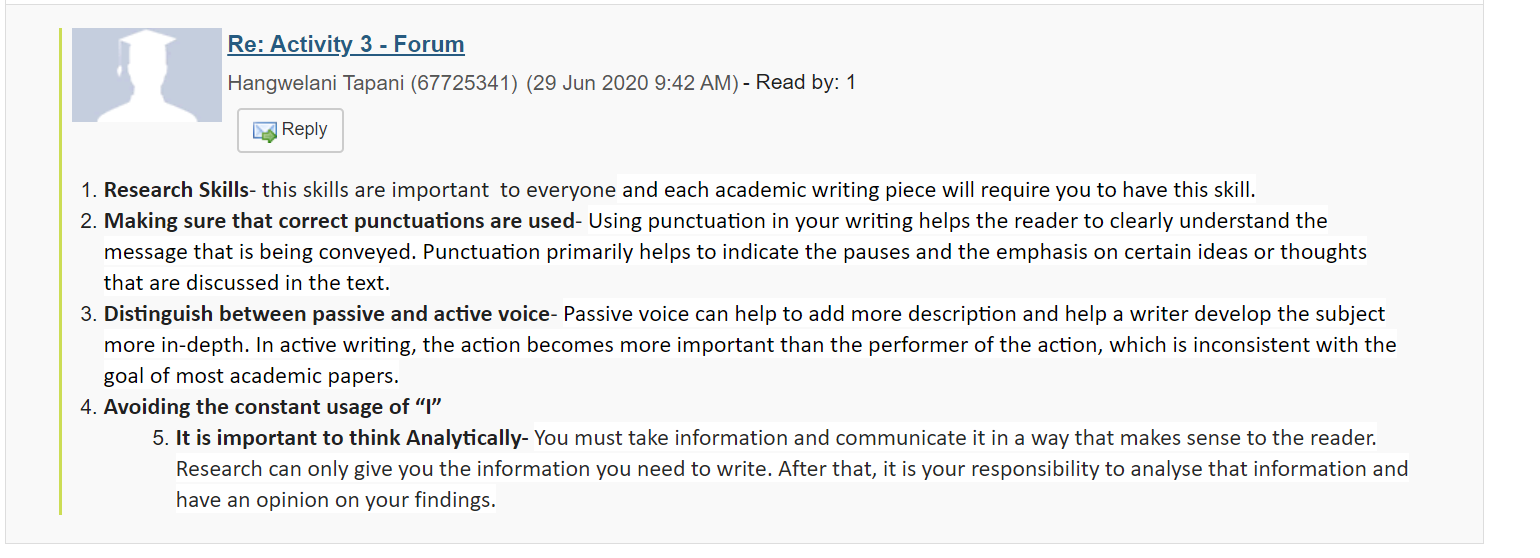 Re: Activity 3 - Forum
Hangwelani Tapani (67725341) (29 Jun 2020 9:42 AM) - Read by: 1
Reply
1. Research Skills- this skills are important  to everyone and each academic writing piece will require you to have this skill.
2. Making sure that correct punctuations are used- Using punctuation in your writing helps the reader to clearly understand the
message that is being conveyed. Punctuation primarily helps to indicate the pauses and the emphasis on certain ideas or thoughts
that are discussed in the text.
3. Distinguish between passive and active voice- Passive voice can help to add more description and help a writer develop the subject
more in-depth. In active writing, the action becomes more important than the performer of the action, which is inconsistent with the
goal of most academic papers.
4. Avoiding the constant usage of “I”
5. It is important to think Analytically- You must take information and communicate it in a way that makes sense to the reader.
Research can only give you the information you need to write. After that, it is your responsibility to analyse that information and
have an opinion on your findings.